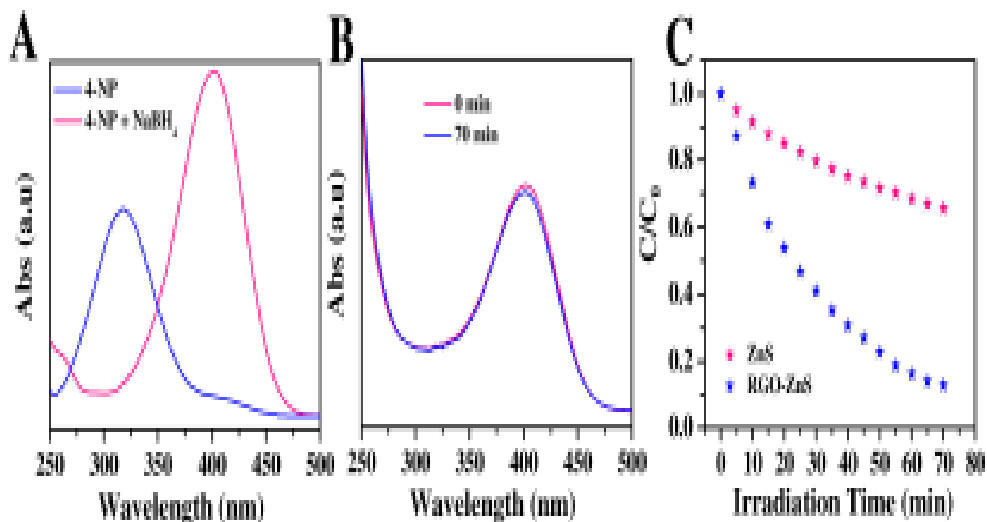 A
4-NP
4-NP + NaBH4
Abs (a.u)
250 300 350 400 450 500
Wavelength (nm)
B
0 min
70 min
Abs (a.u)
250 300 350 400 450 500
Wavelength (nm)
C
1.0
0.8
0.6
0.4
0.2
0.0
C/C0
ZnS
RGO-ZnS
0 10 20 30 40 50 60 70 80
Irradiation Time (min)